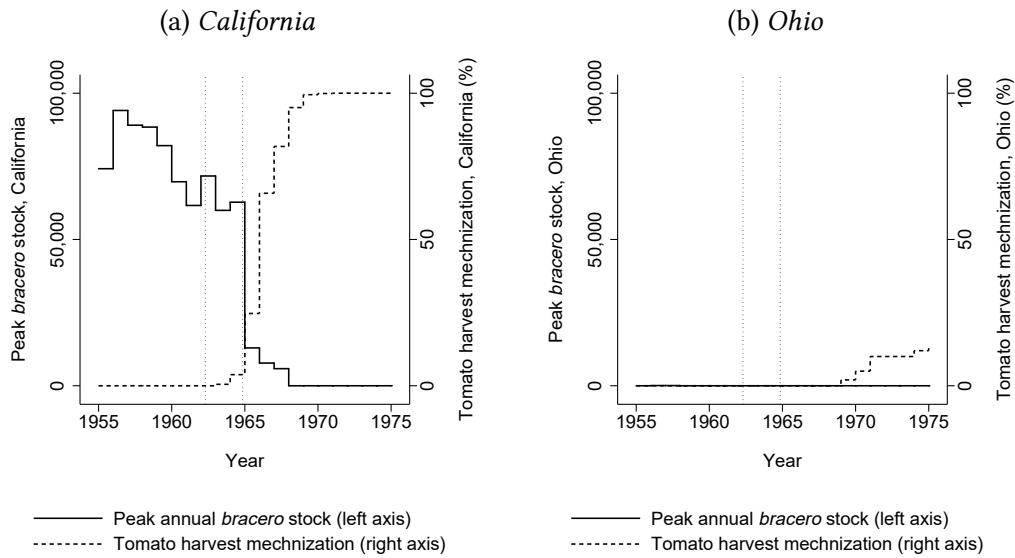 (a) California
Peak bracero stock, California
100,000
50,000
0
100
50
0
Tomato harvest mechnization, California (%)
1955 1960 1965 1970 1975
Year
Peak annual bracero stock (left axis)
Tomato harvest mechnization (right axis)
(b) Ohio
Peak bracero stock, Ohio
100,000
50,000
0
100
50
0
Tomato harvest mechnization, Ohio (%)
1955 1960 1965 1970 1975
Year
Peak annual bracero stock (left axis)
Tomato harvest mechnization (right axis)